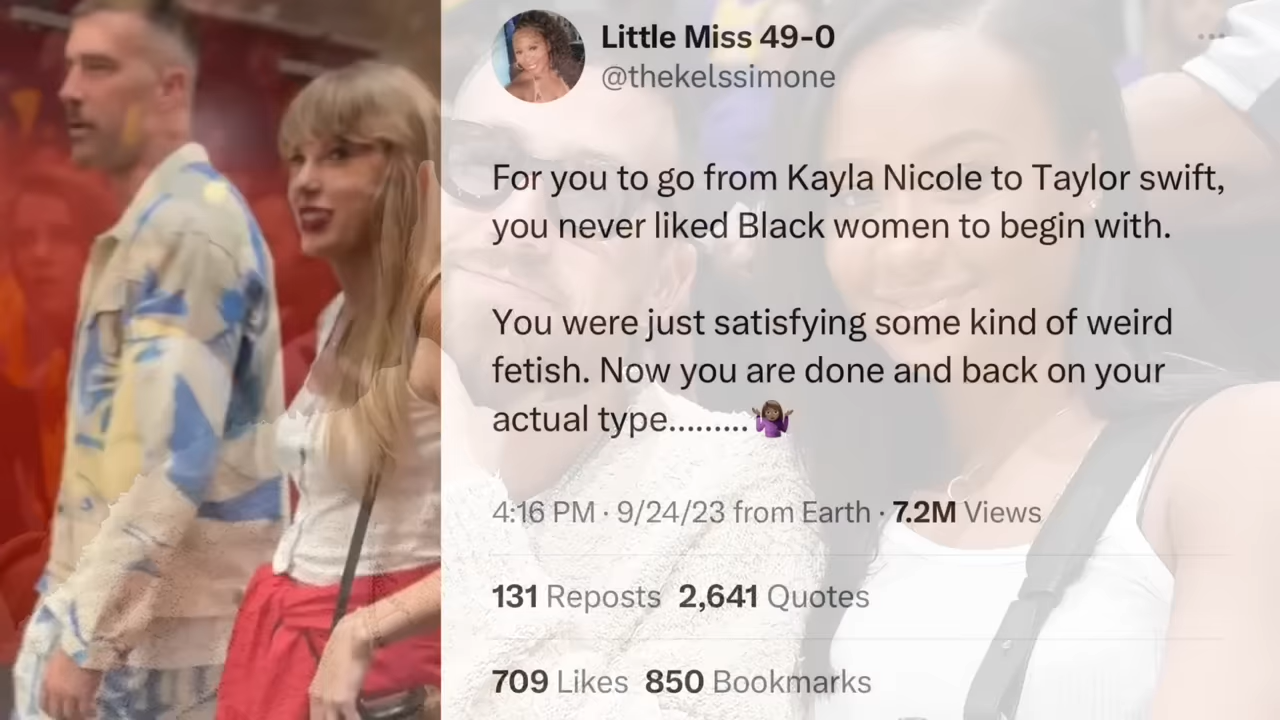 Little Miss 49-0
@thekelssimone
For you to go from Kayla Nicole to Taylor swift,
you never liked Black women to begin with.
You were just satisfying some kind of weird
fetish. Now you are done and back on your
actual type.........🤷🏾‍♀️
4:16 PM · 9/24/23 from Earth · 7.2M Views
131 Reposts 2,641 Quotes
709 Likes 850 Bookmarks